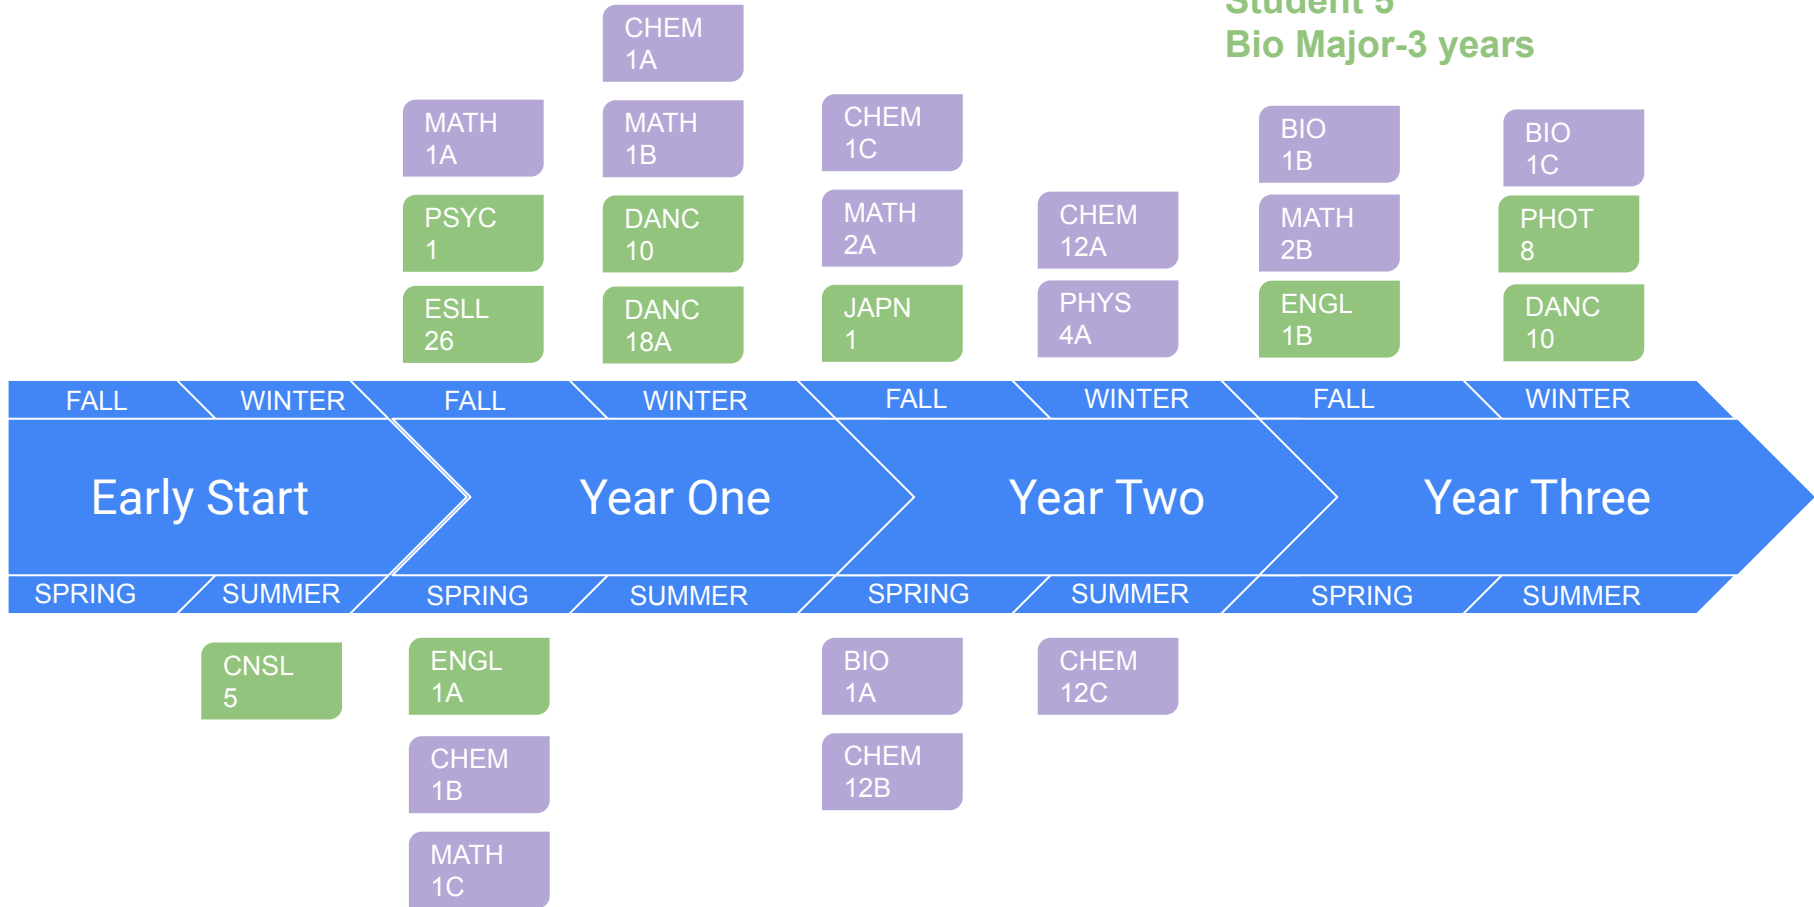 Student 5
Bio Major-3 years
CHEM
1A
MATH
1A
MATH
1B
CHEM
1C
BIO
1B
BIO
1C
PSYC
1
DANC
10
MATH
2A
CHEM
12A
MATH
2B
PHOT
8
ESLL
26
DANC
18A
JAPN
1
PHYS
4A
ENGL
1B
DANC
10
FALL WINTER FALL WINTER FALL WINTER FALL WINTER
Early Start Year One Year Two Year Three
SPRING SUMMER SPRING SUMMER SPRING SUMMER SPRING SUMMER
CNSL
5
ENGL
1A
BIO
1A
CHEM
12C
CHEM
1B
CHEM
12B
MATH
1C